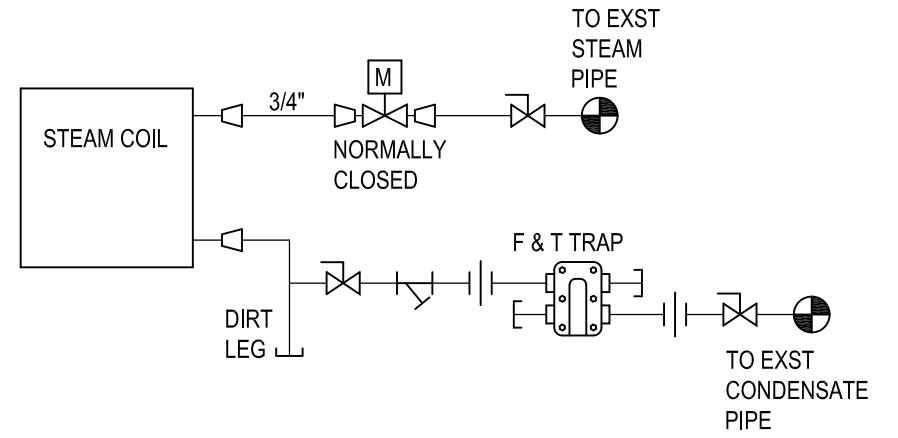 TO EXST
STEAM
PIPE
M
3/4"
STEAM COIL
NORMALLY
CLOSED
F & T TRAP
DIRT
LEG
TO EXST
CONDENSATE
PIPE